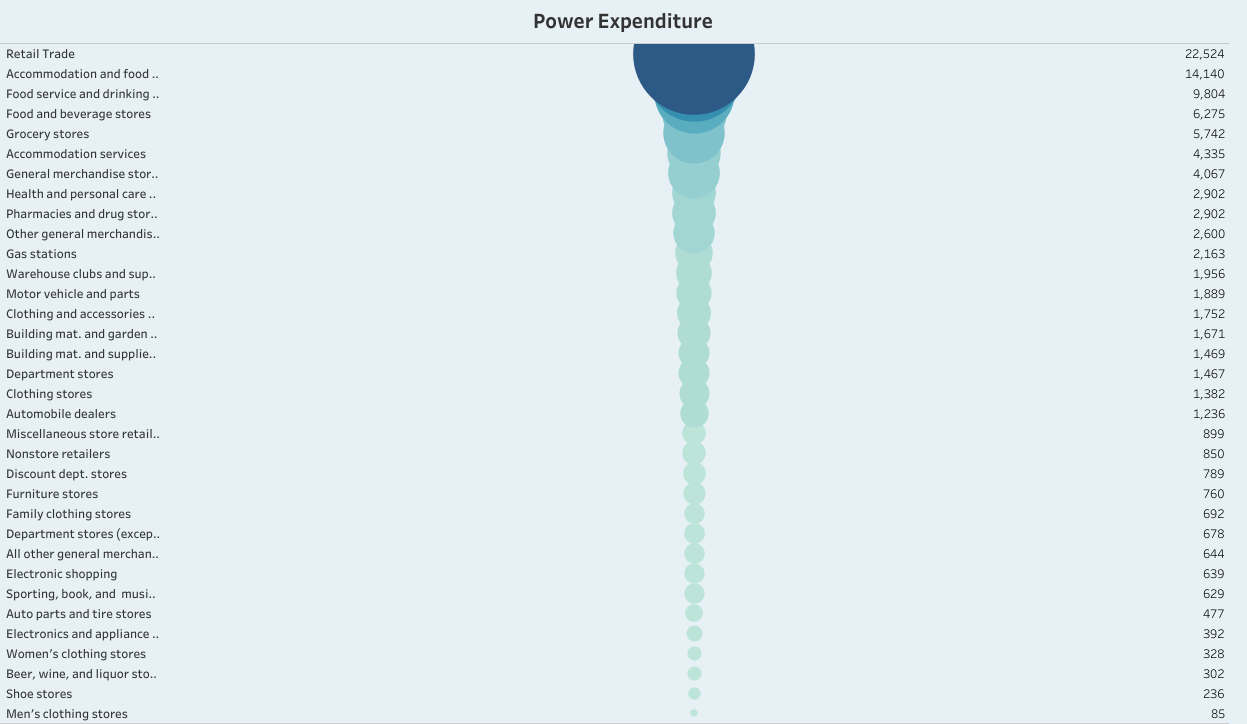 Power Expenditure
Retail Trade 22,524
Accommodation and food .. 14,140
Food service and drinking .. 9,804
Food and beverage stores 6,275
Grocery stores 5,742
Accommodation services 4,335
General merchandise stor.. 4,067
Health and personal care .. 2,902
Pharmacies and drug stor.. 2,902
Other general merchandis.. 2,600
Gas stations 2,163
Warehouse clubs and sup.. 1,956
Motor vehicle and parts 1,889
Clothing and accessories .. 1,752
Building mat. and garden .. 1,671
Building mat. and supplie.. 1,469
Department stores 1,467
Clothing stores 1,382
Automobile dealers 1,236
Miscellaneous store retail.. 899
Nonstore retailers 850
Discount dept. stores 789
Furniture stores 760
Family clothing stores 692
Department stores (excep.. 678
All other general merchan.. 644
Electronic shopping 639
Sporting, book, and  musi.. 629
Auto parts and tire stores 477
Electronics and appliance .. 392
Women’s clothing stores 328
Beer, wine, and liquor sto.. 302
Shoe stores 236
Men’s clothing stores 85